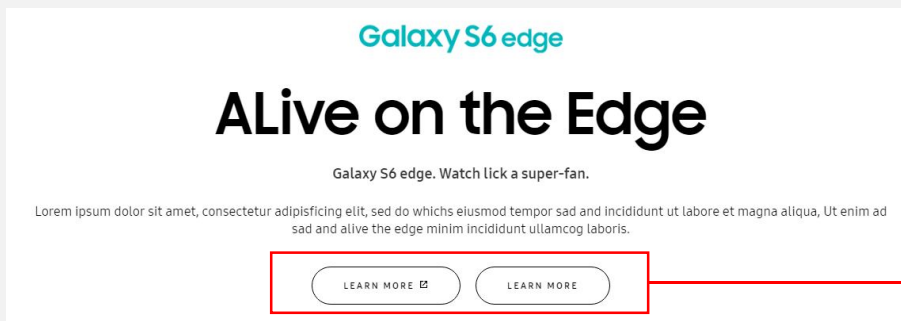 Galaxy S6 edge
ALive on the Edge
Galaxy S6 edge. Watch lick a super-fan.
Lorem ipsum dolor sit amet, consectetur adipisficing elit, sed do whichs eiusmod tempor sad and incididunt ut labore et magna aliqua, Ut enim ad
sad and alive the edge minim incididunt ullamcog laboris.
LEARN MORE LEARN MORE